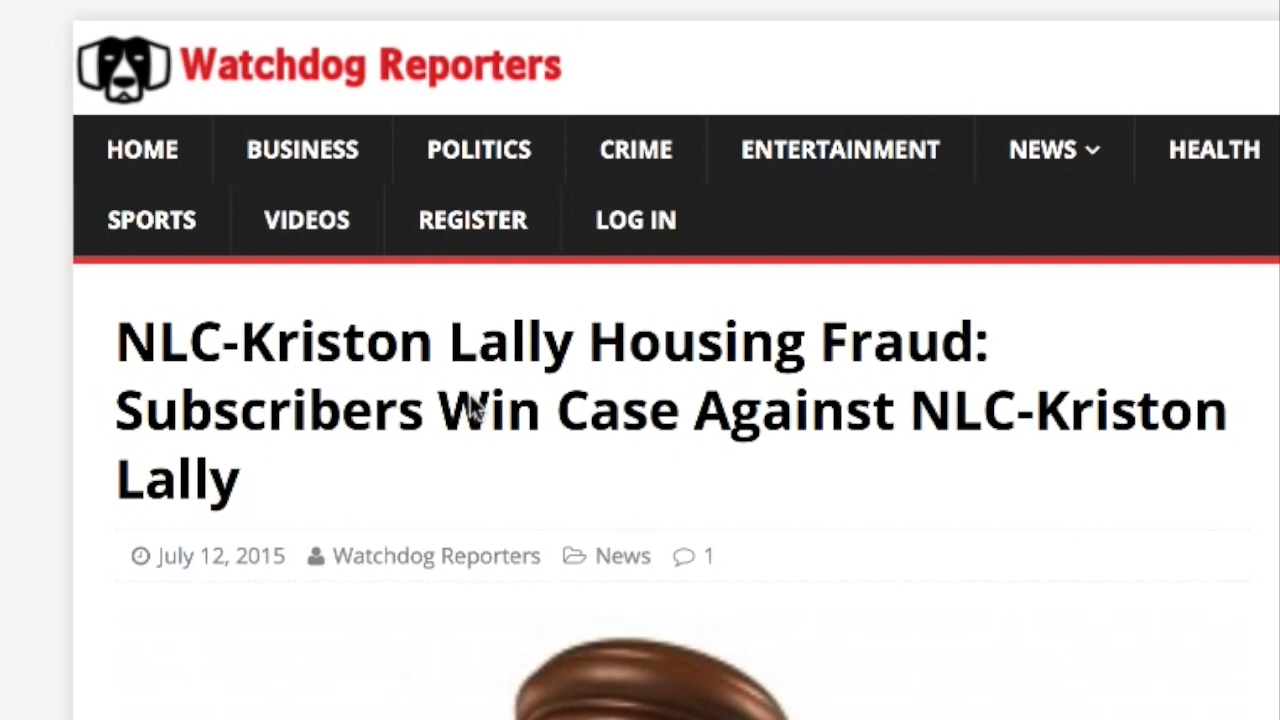 Watchdog Reporters
HOME BUSINESS POLITICS CRIME ENTERTAINMENT NEWS HEALTH
SPORTS VIDEOS REGISTER LOG IN
NLC-Kriston Lally Housing Fraud:
Subscribers Win Case Against NLC-Kriston
Lally
July 12, 2015 Watchdog Reporters News 1